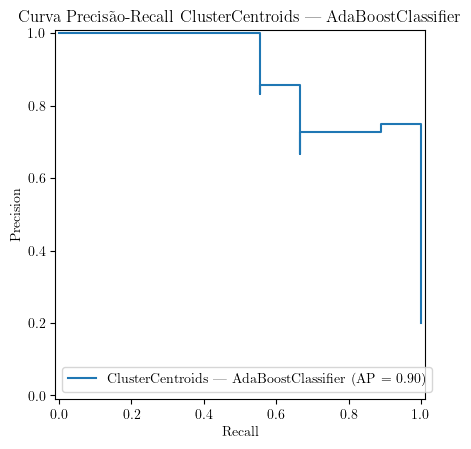 Curva Precisão-Recall ClusterCentroids — AdaBoostClassifier
1.0
0.8
0.6
0.4
0.2
0.0
Precision
ClusterCentroids — AdaBoostClassifier (AP = 0.90)
0.0 0.2 0.4 0.6 0.8 1.0
Recall